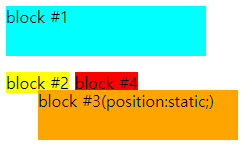 block #1
block #2 block #4
block #3(position:static;)